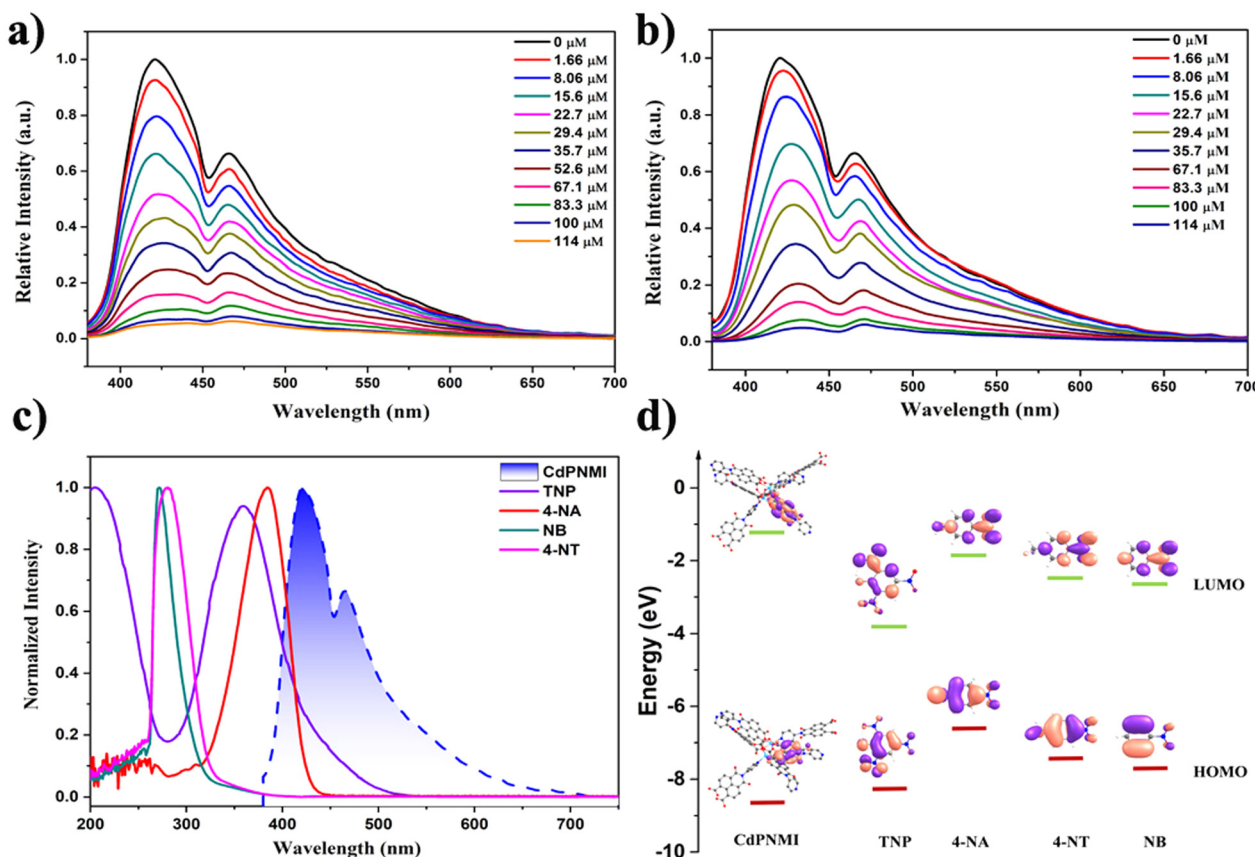 a)
Relative Intensity (a.u.)
1.0
0.8
0.6
0.4
0.2
0.0
400 450 500 550 600 650 700
Wavelength (nm)
0 μM
1.66 μM
8.06 μM
15.6 μM
22.7 μM
29.4 μM
35.7 μM
52.6 μM
67.1 μM
83.3 μM
100 μM
114 μM
b)
Relative Intensity (a.u.)
1.0
0.8
0.6
0.4
0.2
0.0
400 450 500 550 600 650 700
Wavelength (nm)
0 μM
1.66 μM
8.06 μM
15.6 μM
22.7 μM
29.4 μM
35.7 μM
67.1 μM
83.3 μM
100 μM
114 μM
c)
Normalized Intensity
1.0
0.8
0.6
0.4
0.2
0.0
200 300 400 500 600 700
Wavelength (nm)
CdPNMI
TNP
4-NA
NB
4-NT
d)
Energy (eV)
0
-2
-4
-6
-8
-10
LUMO
HOMO
CdPNMI TNP 4-NA 4-NT NB